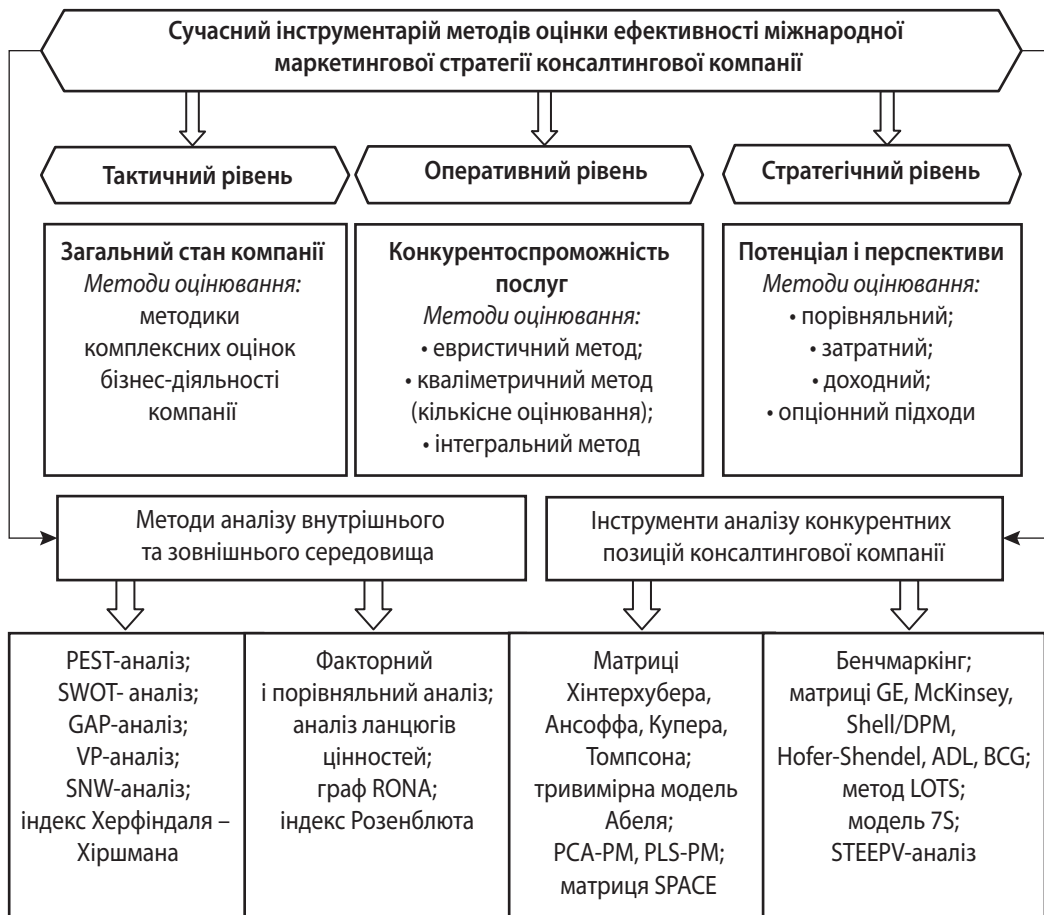 Сучасний інструментарій методів оцінки ефективності міжнародної
маркетингової стратегії консалтингової компанії
Тактичний рівень
Оперативний рівень
Стратегічний рівень
Загальний стан компанії
Методи оцінювання:
методики
комплексних оцінок
бізнес-діяльності
компанії
Конкурентоспроможність
послуг
Методи оцінювання:
• евристичний метод;
• кваліметричний метод
(кількісне оцінювання);
• інтегральний метод
Потенціал і перспективи
Методи оцінювання:
• порівняльний;
• затратний;
• доходний;
• опціонний підходи
Методи аналізу внутрішнього
та зовнішнього середовища
Інструменти аналізу конкурентних
позицій консалтингової компанії
PEST-аналіз;
SWOT- аналіз;
GAP-аналіз;
VP-аналіз;
SNW-аналіз;
індекс Херфіндаля –
Хіршмана
Факторний
і порівняльний аналіз;
аналіз ланцюгів
цінностей;
граф RONA;
індекс Розенблюта
Матриці
Хінтерхубера,
Ансоффа, Купера,
Томпсона;
тривимірна модель
Абеля;
PCA-PM, PLS-PM;
матриця SPACE
Бенчмаркінг;
матриці GE, McKinsey,
Shell/DPM,
Hofer-Shendel, ADL, BCG;
метод LOTS;
модель 7S;
STEEPV-аналіз